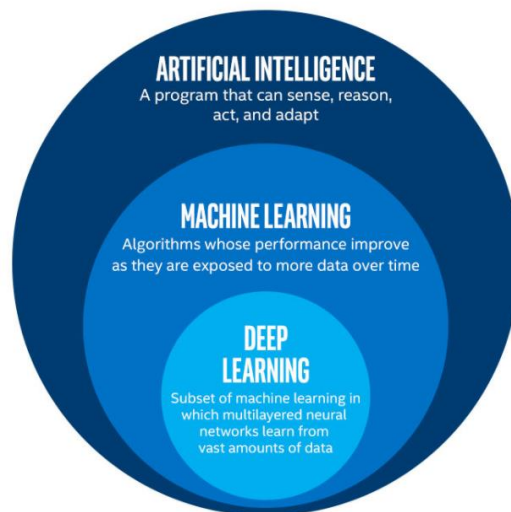 ARTIFICIAL INTELLIGENCE
A program that can sense, reason,
act, and adapt
MACHINE LEARNING
Algorithms whose performance improve
as they are exposed to more data over time
DEEP
LEARNING
Subset of machine learning in
which multilayered neural
networks learn from
vast amounts of data